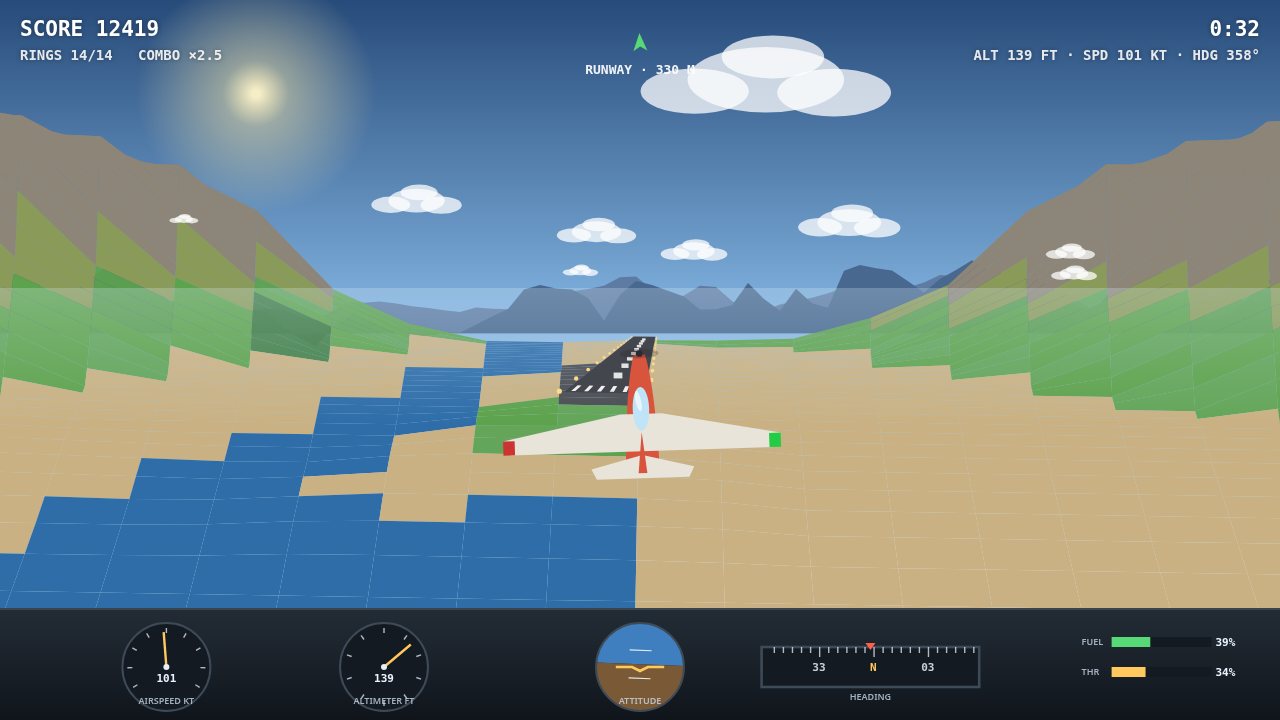 SCORE 12419
RINGS 14/14 COMBO ×2.5
RUNWAY · 330 M
0:32
ALT 139 FT · SPD 101 KT · HDG 358°
101
AIRSPEED KT
139
ALTIMETER FT
ATTITUDE
33 N 03
HEADING
FUEL 39%
THR 34%